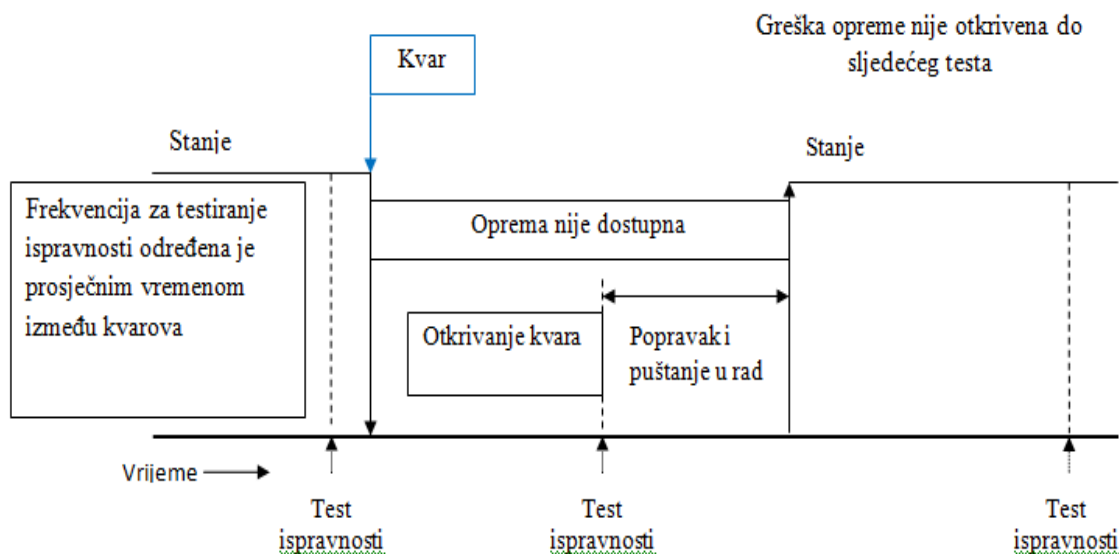 Greška opreme nije otkrivena do
sljedećeg testa
Kvar
Stanje
Stanje
Frekvencija za testiranje
ispravnosti određena je
prosječnim vremenom
između kvarova
Oprema nije dostupna
Otkrivanje kvara
Popravak i
puštanje u rad
Vrijeme
Test
ispravnosti
Test
ispravnosti
Test
ispravnosti